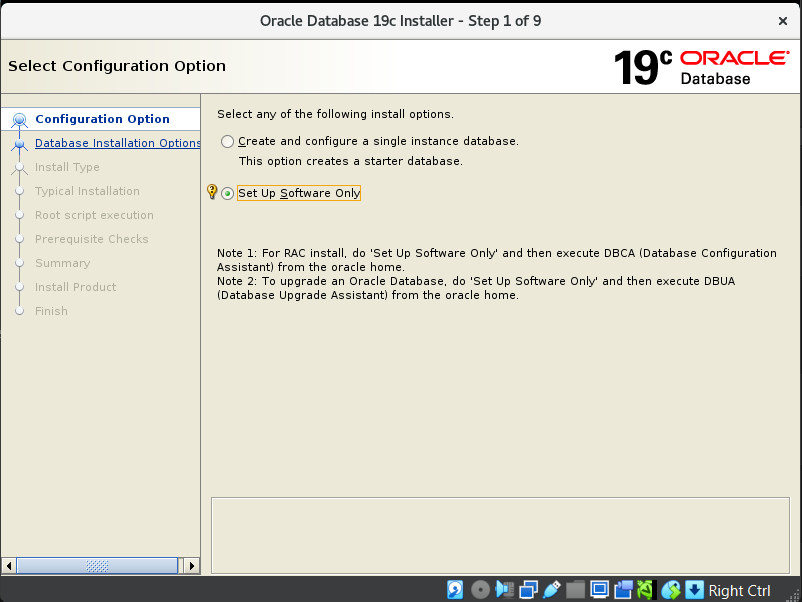 Oracle Database 19c Installer - Step 1 of 9
Select Configuration Option
19c ORACLE
Database
Configuration Option
Database Installation Options
Install Type
Typical Installation
Root script execution
Prerequisite Checks
Summary
Install Product
Finish
Select any of the following install options.
Create and configure a single instance database.
This option creates a starter database.
Set Up Software Only
Note 1: For RAC install, do 'Set Up Software Only' and then execute DBCA (Database Configuration
Assistant) from the oracle home.
Note 2: To upgrade an Oracle Database, do 'Set Up Software Only' and then execute DBUA
(Database Upgrade Assistant) from the oracle home.
Right Ctrl